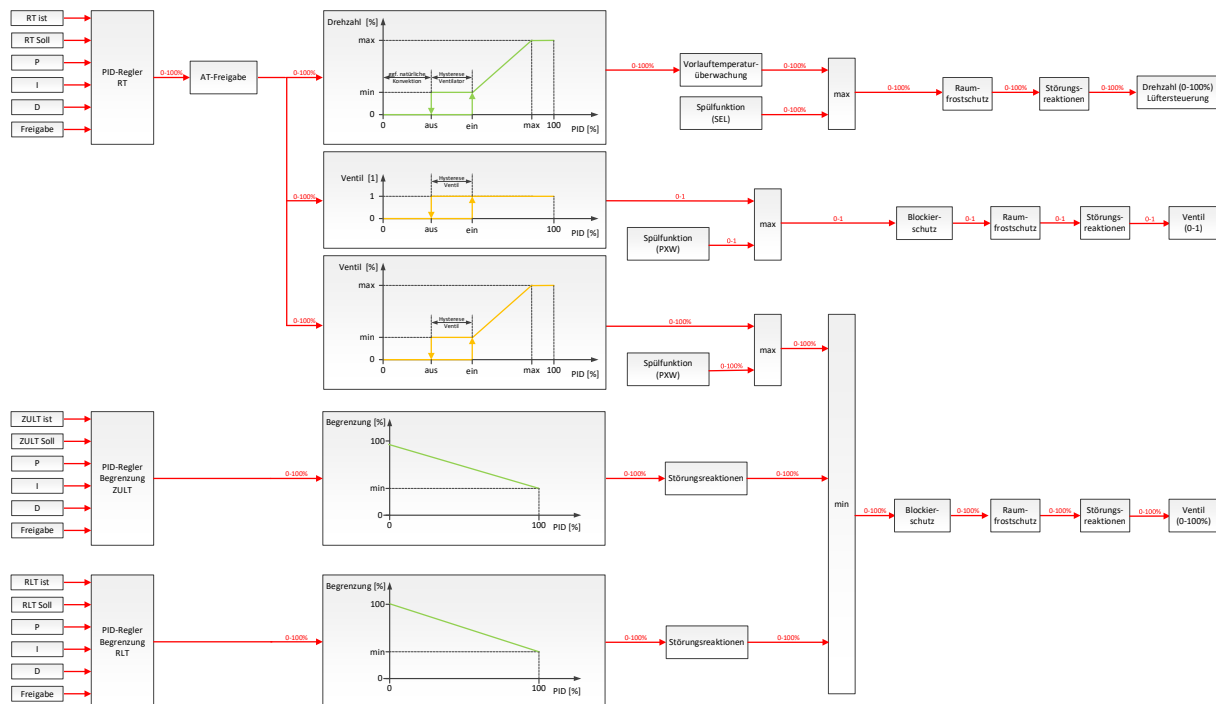 RT ist
RT Soll
P
I
D
Freigabe
PID-Regler
RT
0-100%
AT-Freigabe
0-100%
Drehzahl [%]
max
min
0
ggf. natürliche
Konvektion
Hysterese
Ventilator
0
aus
ein
max
100
PID [%]
0-100%
Vorlauftemperatur-
überwachung
0-100%
Spülfunktion
(SEL)
0-100%
max
0-100%
Raum-
frostschutz
0-100%
Störungs-
reaktionen
0-100%
Drehzahl (0-100%)
Lüftersteuerung
0-100%
Ventil [1]
1
0
Hysterese
Ventil
0
aus
ein
100
PID [%]
0-1
Spülfunktion
(PXW)
0-1
max
0-1
Blockier-
schutz
0-1
Raum-
frostschutz
0-1
Störungs-
reaktionen
0-1
Ventil
(0-1)
0-100%
Ventil [%]
max
min
0
Hysterese
Ventil
0
aus
ein
max
100
PID [%]
0-100%
Spülfunktion
(PXW)
0-100%
max
0-100%
ZULT ist
ZULT Soll
P
I
D
Freigabe
PID-Regler
Begrenzung
ZULT
0-100%
Begrenzung [%]
100
min
0
0
100
PID [%]
0-100%
Störungsreaktionen
0-100%
min
0-100%
Blockier-
schutz
0-100%
Raum-
frostschutz
0-100%
Störungs-
reaktionen
0-100%
Ventil
(0-100%)
RLT ist
RLT Soll
P
I
D
Freigabe
PID-Regler
Begrenzung
RLT
0-100%
Begrenzung [%]
100
min
0
0
100
PID [%]
0-100%
Störungsreaktionen
0-100%